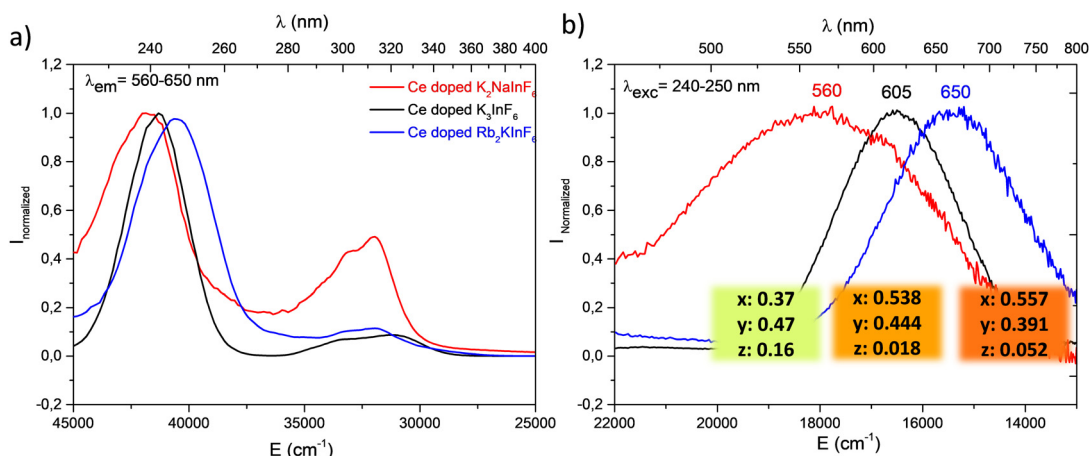 a)
λ (nm)
240 260 280 300 320 340 360 380 400
1,2
1,0
0,8
0,6
0,4
0,2
0,0
-0,2
I normalized
λem= 560-650 nm
Ce doped K2NaInF6
Ce doped K3InF6
Ce doped Rb2KInF6
45000 40000 35000 30000 25000
E (cm-1)
b)
λ (nm)
500 550 600 650 700 750 800
1,2
1,0
0,8
0,6
0,4
0,2
0,0
-0,2
I Normalized
λexc= 240-250 nm
560 605 650
x: 0.37
y: 0.47
z: 0.16
x: 0.538
y: 0.444
z: 0.018
x: 0.557
y: 0.391
z: 0.052
22000 20000 18000 16000 14000
E (cm-1)